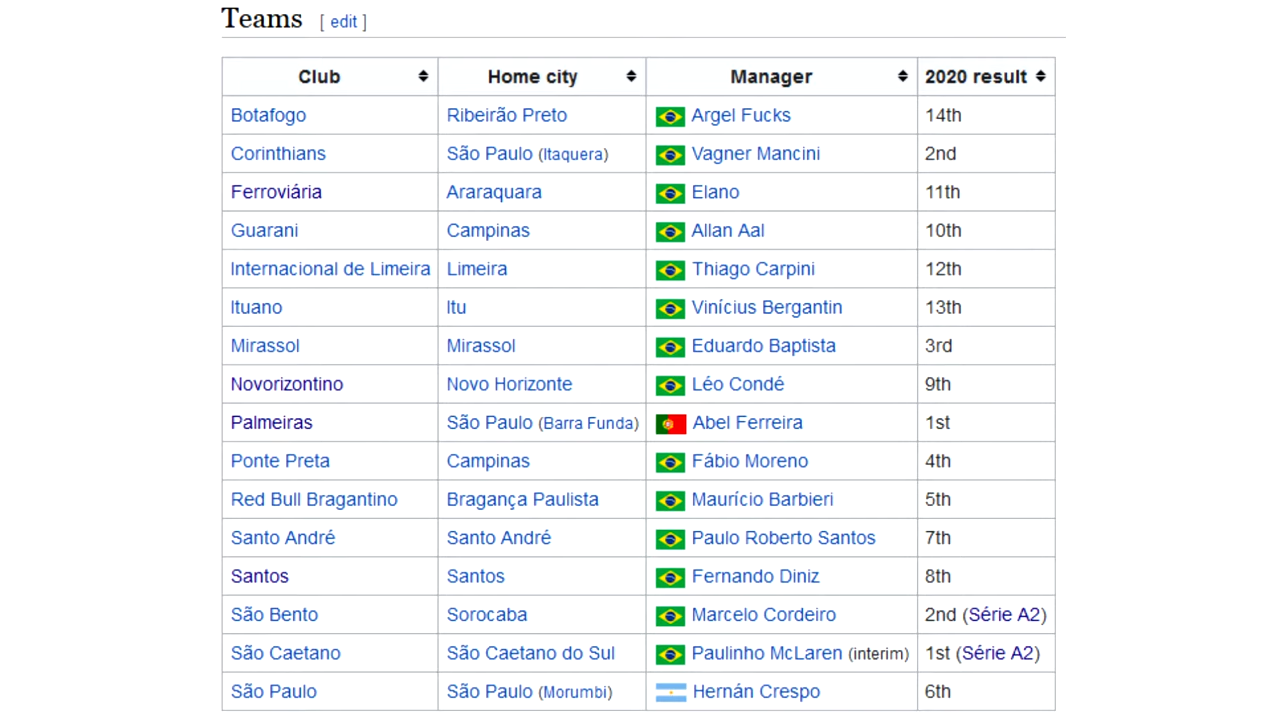 Teams [ edit ]
Club Home city Manager 2020 result
Botafogo Ribeirão Preto Argel Fucks 14th
Corinthians São Paulo (Itaquera) Vagner Mancini 2nd
Ferroviária Araraquara Elano 11th
Guarani Campinas Allan Aal 10th
Internacional de Limeira Limeira Thiago Carpini 12th
Ituano Itu Vinícius Bergantin 13th
Mirassol Mirassol Eduardo Baptista 3rd
Novorizontino Novo Horizonte Léo Condé 9th
Palmeiras São Paulo (Barra Funda) Abel Ferreira 1st
Ponte Preta Campinas Fábio Moreno 4th
Red Bull Bragantino Bragança Paulista Maurício Barbieri 5th
Santo André Santo André Paulo Roberto Santos 7th
Santos Santos Fernando Diniz 8th
São Bento Sorocaba Marcelo Cordeiro 2nd (Série A2)
São Caetano São Caetano do Sul Paulinho McLaren (interim) 1st (Série A2)
São Paulo São Paulo (Morumbi) Hernán Crespo 6th